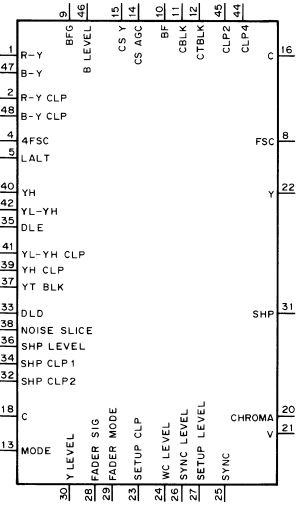 9 BFG
46 B LEVEL
15 CS Y
14 CS AGC
10 BF
11 CBLK
12 CTBLK
45 CLP2
44 CLP4
1 R-Y
47 B-Y
2 R-Y CLP
48 B-Y CLP
4 4FSC
5 LALT
40 YH
42 YL-YH
35 DLE
41 YL-YH CLP
39 YH CLP
37 YT BLK
33 DLD
38 NOISE SLICE
36 SHP LEVEL
34 SHP CLP1
32 SHP CLP2
18 C
13 MODE
C 16
FSC 8
Y 22
SHP 31
CHROMA 20
V 21
30 Y LEVEL
28 FADER SIG
29 FADER MODE
23 SETUP CLP
24 WC LEVEL
26 SYNC LEVEL
27 SETUP LEVEL
25 SYNC